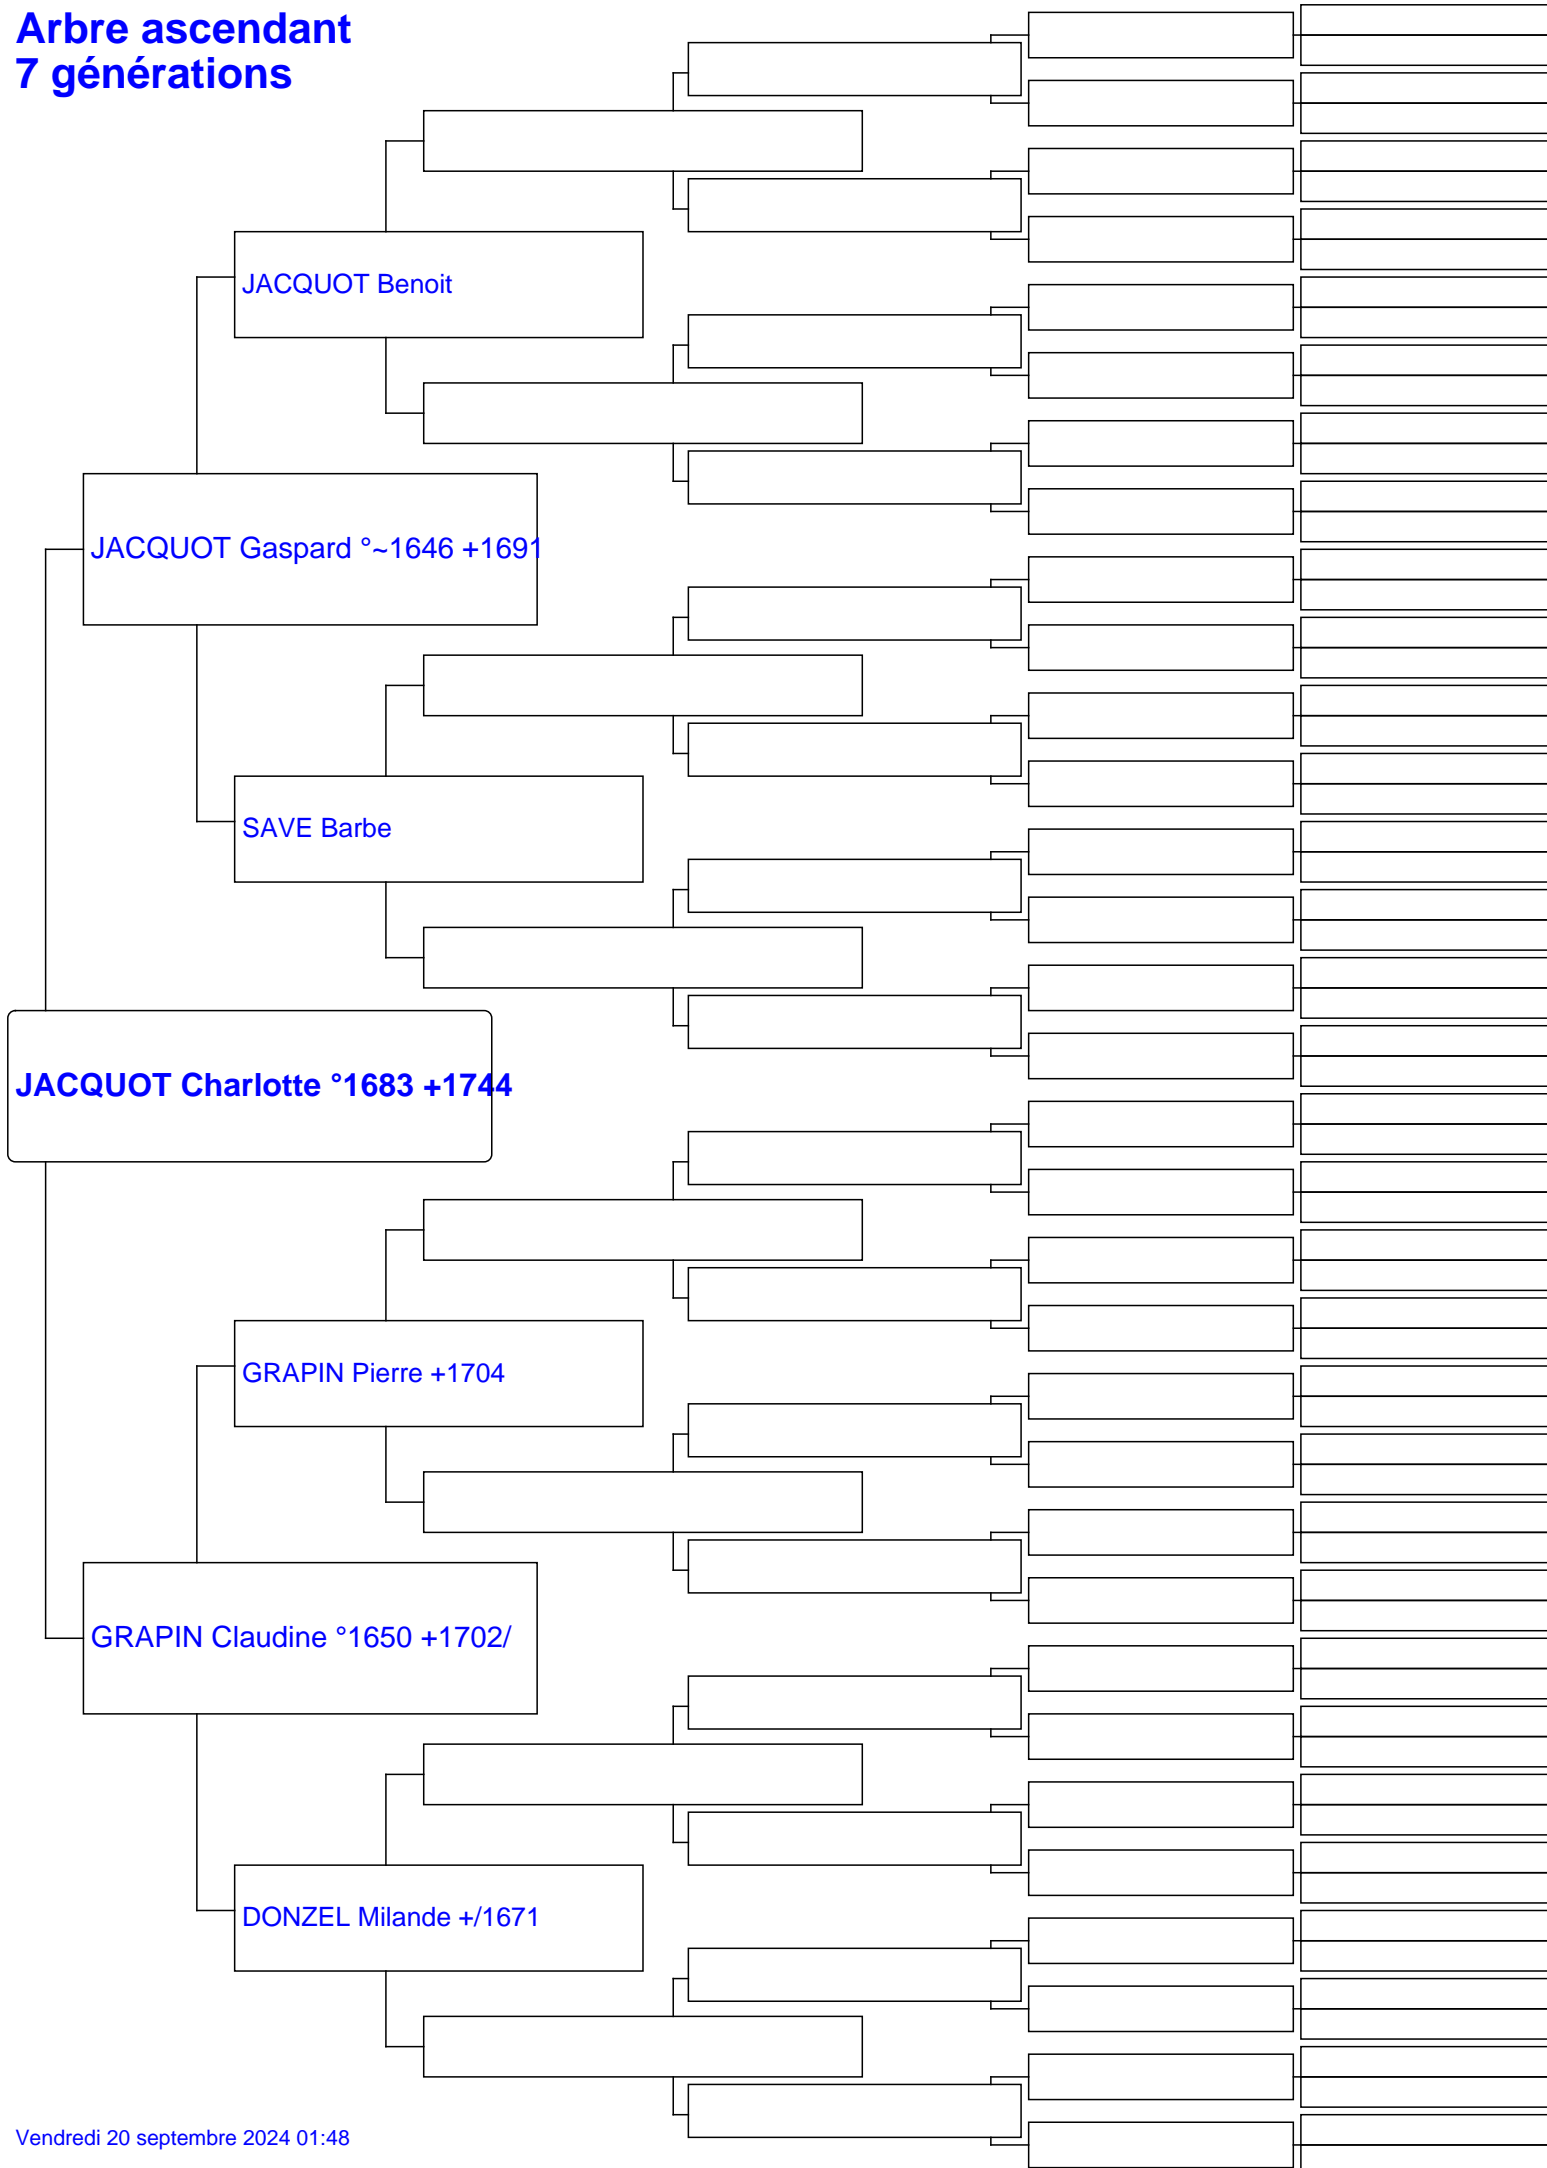 Arbre ascendant
7 générations
JACQUOT Benoit
JACQUOT Gaspard °~1646 +1691
SAVE Barbe
JACQUOT Charlotte °1683 +1744
GRAPIN Pierre +1704
GRAPIN Claudine °1650 +1702/
DONZEL Milande +/1671
Vendredi 20 septembre 2024 01:48